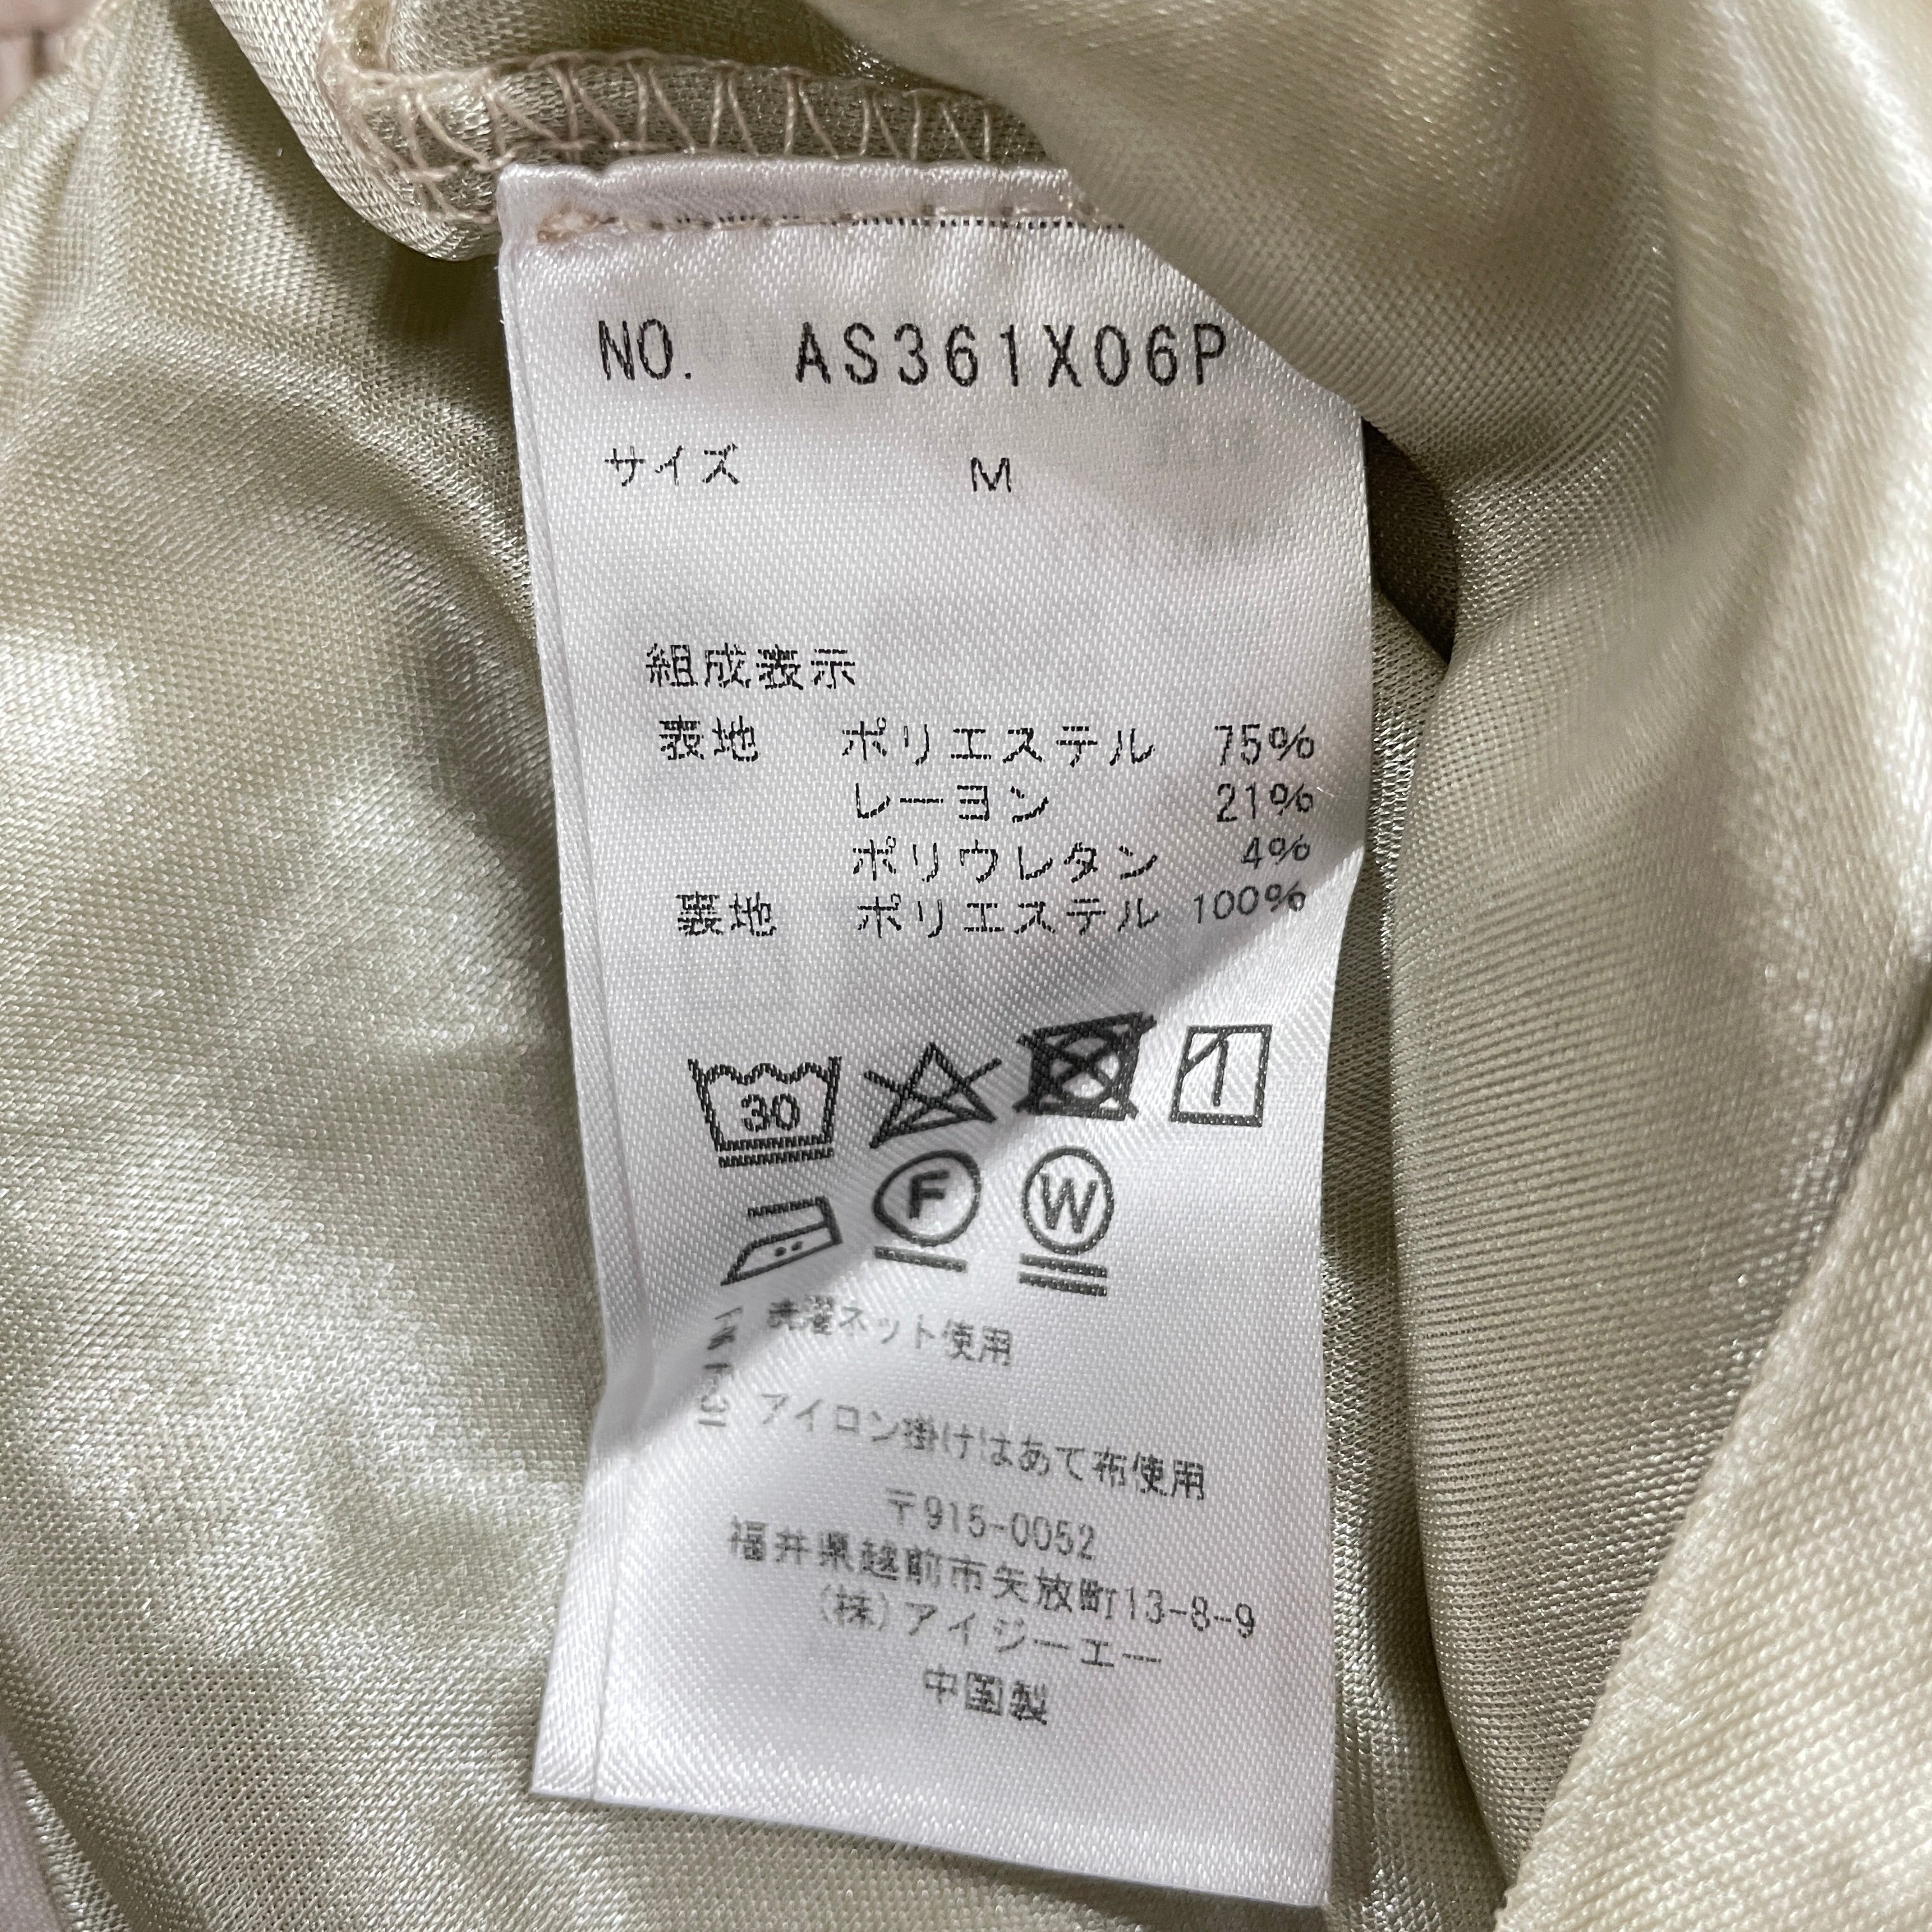 NO. AS361X06P
サイズ M
組成表示
表地 ポリエステル 75%
レーヨン 21%
ポリウレタン 4%
裏地 ポリエステル 100%
30
F W
洗濯ネット使用
アイロン掛けはあて布使用
〒915-0052
福井県越前市矢放町13-8-9
(株)アイジーエー
中国製